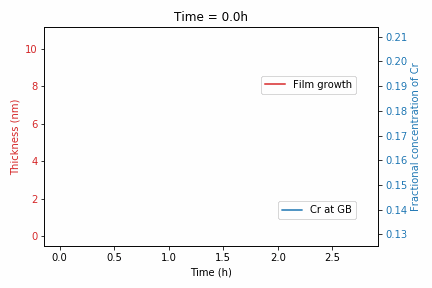 Time = 0.0h
Thickness (nm)
10
8
6
4
2
0
Film growth
Cr at GB
0.21
0.20
0.19
0.18
0.17
0.16
0.15
0.14
0.13
Fractional concentration of Cr
0.0 0.5 1.0 1.5 2.0 2.5
Time (h)